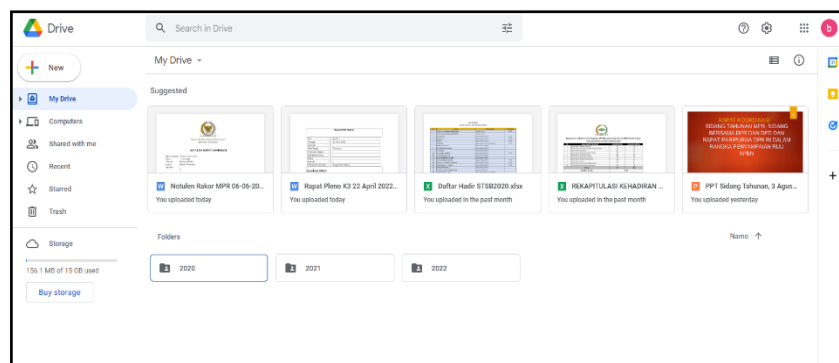 Drive
Search in Drive
b
New
My Drive
My Drive
Computers
Shared with me
Recent
Starred
Trash
Storage
156.1 MB of 15 GB used
Buy storage
Suggested
RAPAT KOORDINASI
SIDANG TAHUNAN MPR, SIDANG
BERSAMA DPR DAN DPD DAN
RAPAT PARIPURNA DPR RI DALAM
RANGKA PENYAMPAIAN RUU
APBN
W Notulen Rakor MPR 06-06-20...
You uploaded today
W Rapat Pleno K3 22 April 2022...
You uploaded today
X Daftar Hadir STSB2020.xlsx
You uploaded in the past month
X REKAPITULASI KEHADIRAN ...
You uploaded in the past month
P PPT Sidang Tahunan, 3 Agus...
You uploaded yesterday
Folders
Name
2020
2021
2022